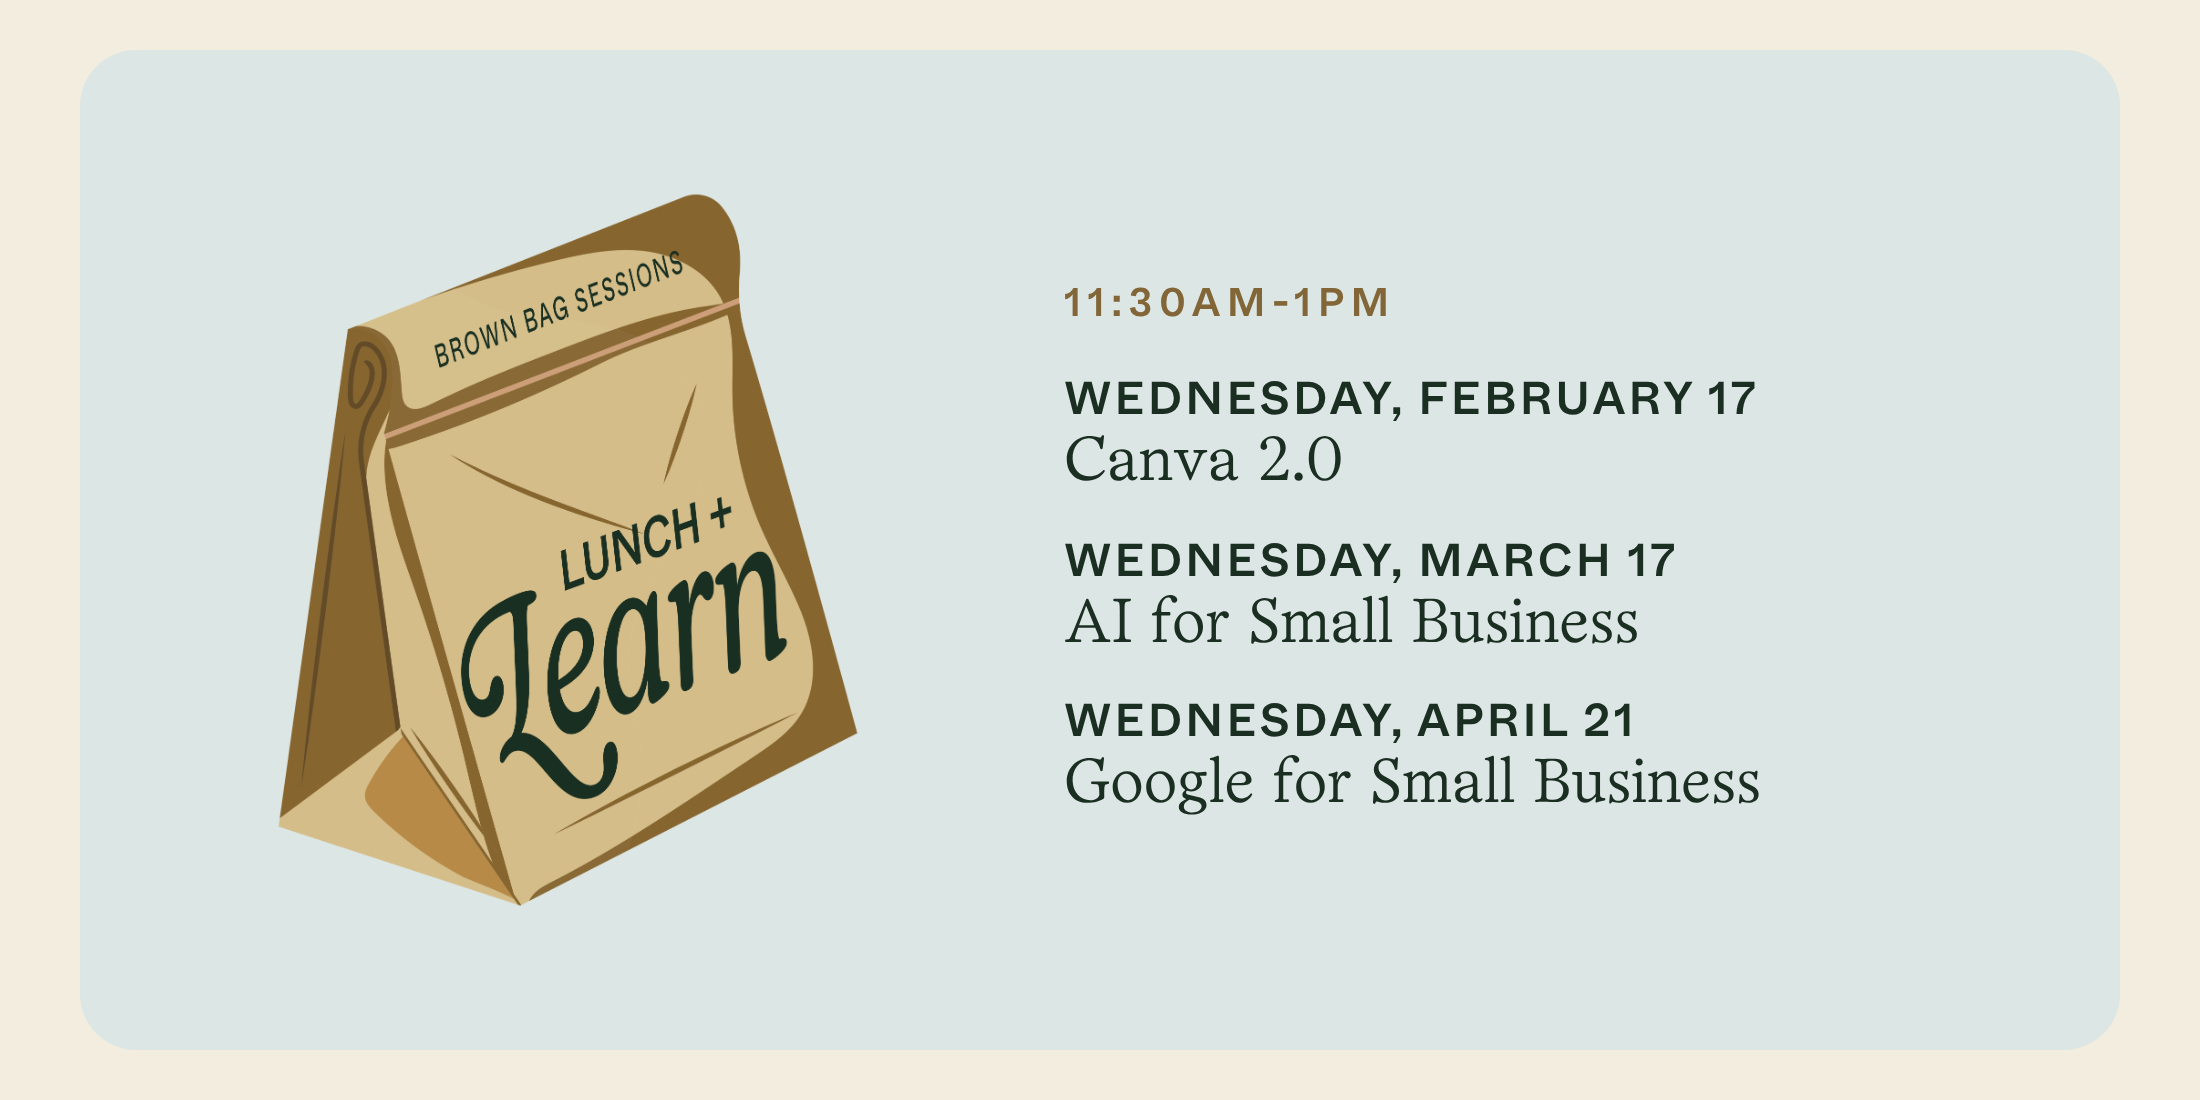 BROWN BAG SESSIONS
LUNCH +
Learn
11:30AM-1PM
WEDNESDAY, FEBRUARY 17
Canva 2.0
WEDNESDAY, MARCH 17
AI for Small Business
WEDNESDAY, APRIL 21
Google for Small Business